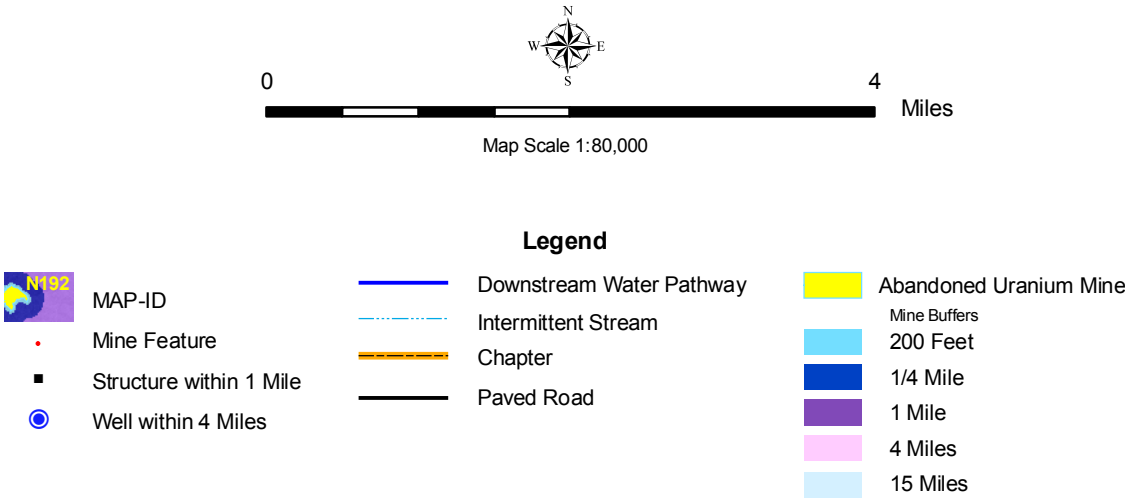 N
W E
S
0 4
Miles
Map Scale 1:80,000
Legend
N192
MAP-ID
Mine Feature
Structure within 1 Mile
Well within 4 Miles
Downstream Water Pathway
Intermittent Stream
Chapter
Paved Road
Abandoned Uranium Mine
Mine Buffers
200 Feet
1/4 Mile
1 Mile
4 Miles
15 Miles